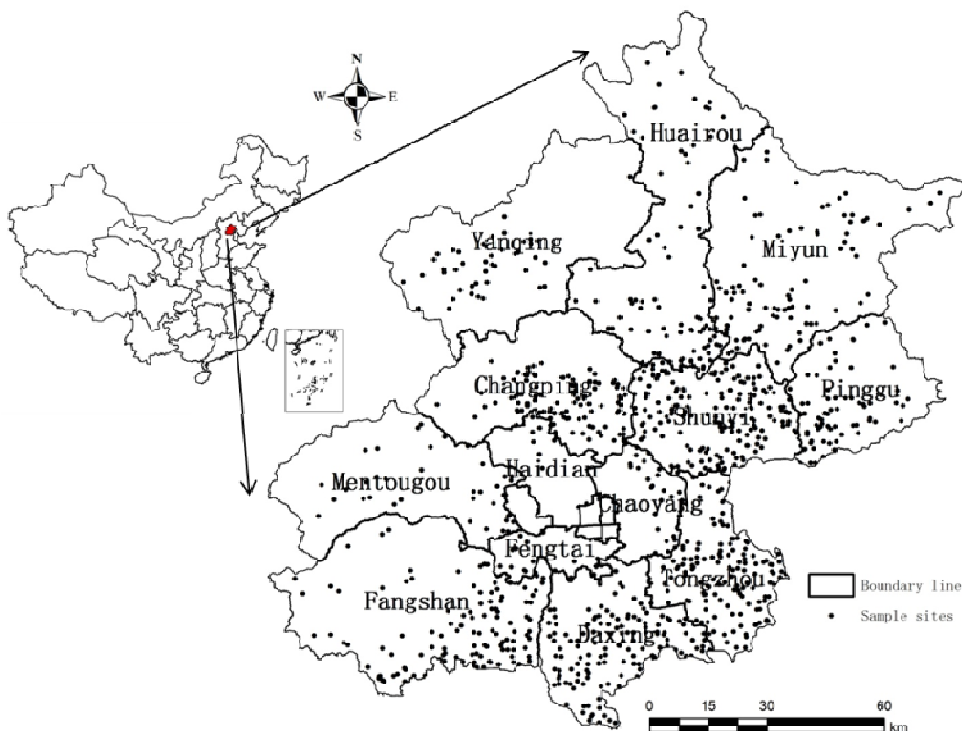 N
W E
S
Huairou
Yanqing
Miyun
Changping
Pinggu
Shunyi
Haidian
Mentougou
Chaoyang
Fengtai
Tongzhou
Boundary line
Fangshan
Sample sites
Daxing
0 15 30 60
km